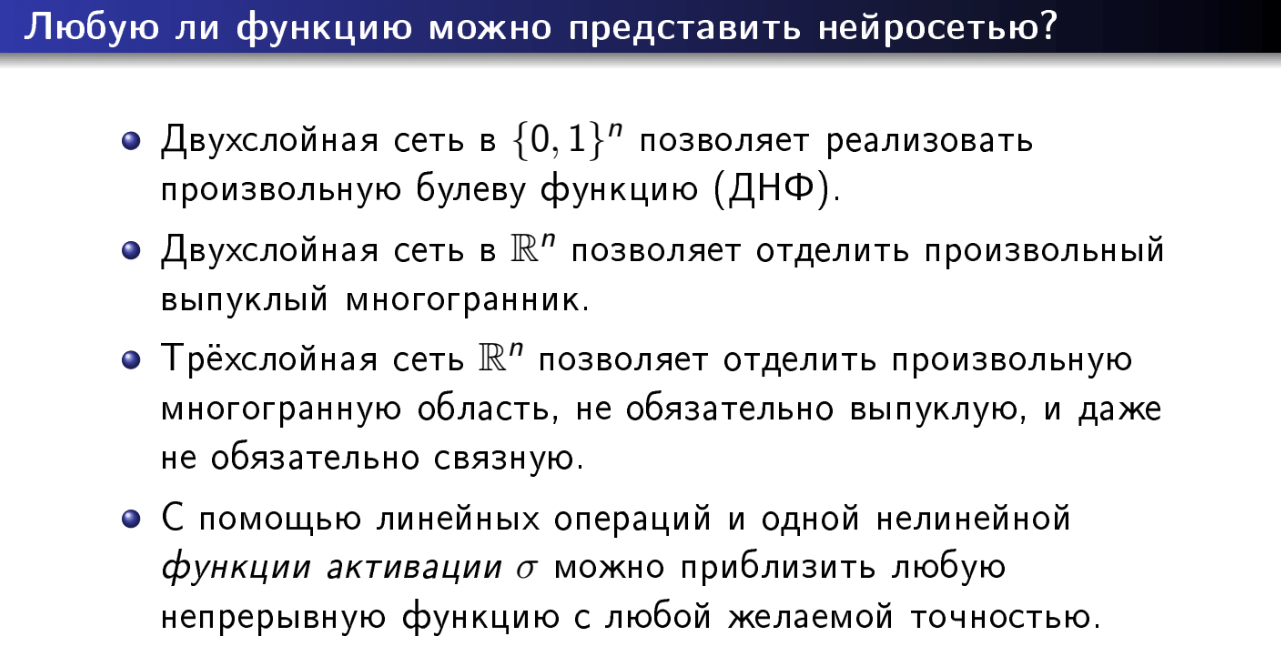 Любую ли функцию можно представить нейросетью?
Двухслойная сеть в {0, 1}ⁿ позволяет реализовать
произвольную булеву функцию (ДНФ).
Двухслойная сеть в ℝⁿ позволяет отделить произвольный
выпуклый многогранник.
Трёхслойная сеть ℝⁿ позволяет отделить произвольную
многогранную область, не обязательно выпуклую, и даже
не обязательно связную.
С помощью линейных операций и одной нелинейной
функции активации σ можно приблизить любую
непрерывную функцию с любой желаемой точностью.